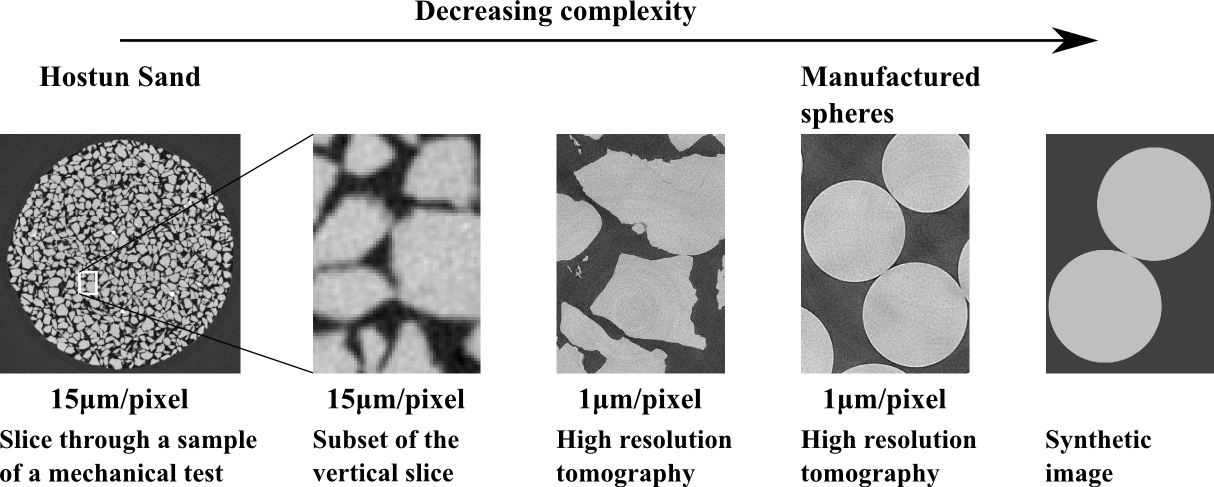 Decreasing complexity
Hostun Sand
Manufactured
spheres
15μm/pixel
15μm/pixel
1μm/pixel
1μm/pixel
Slice through a sample
of a mechanical test
Subset of the
vertical slice
High resolution
tomography
High resolution
tomography
Synthetic
image